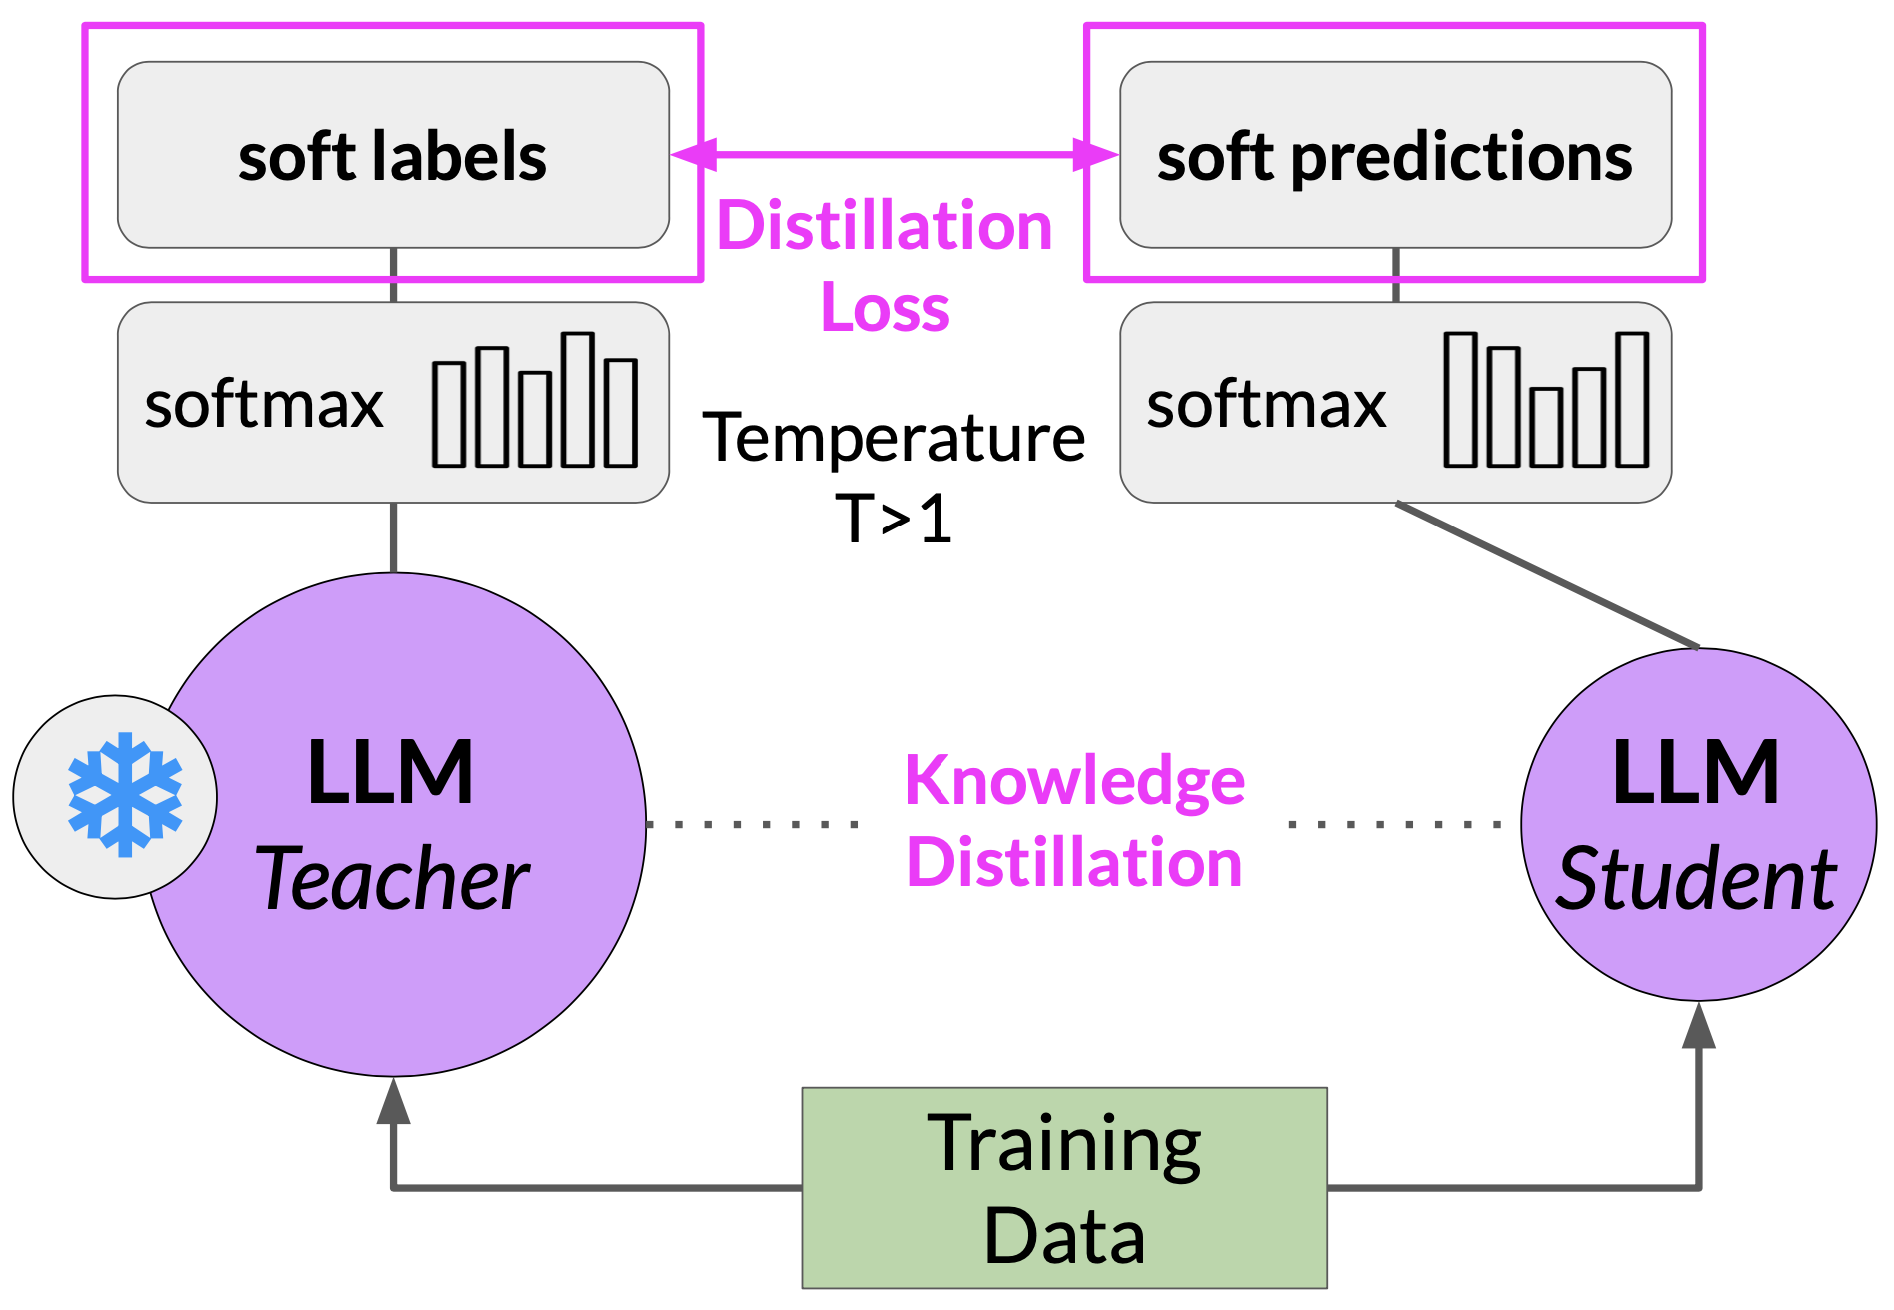 soft labels
soft predictions
Distillation
Loss
softmax
softmax
Temperature
T>1
LLM
Teacher
Knowledge
Distillation
LLM
Student
Training
Data